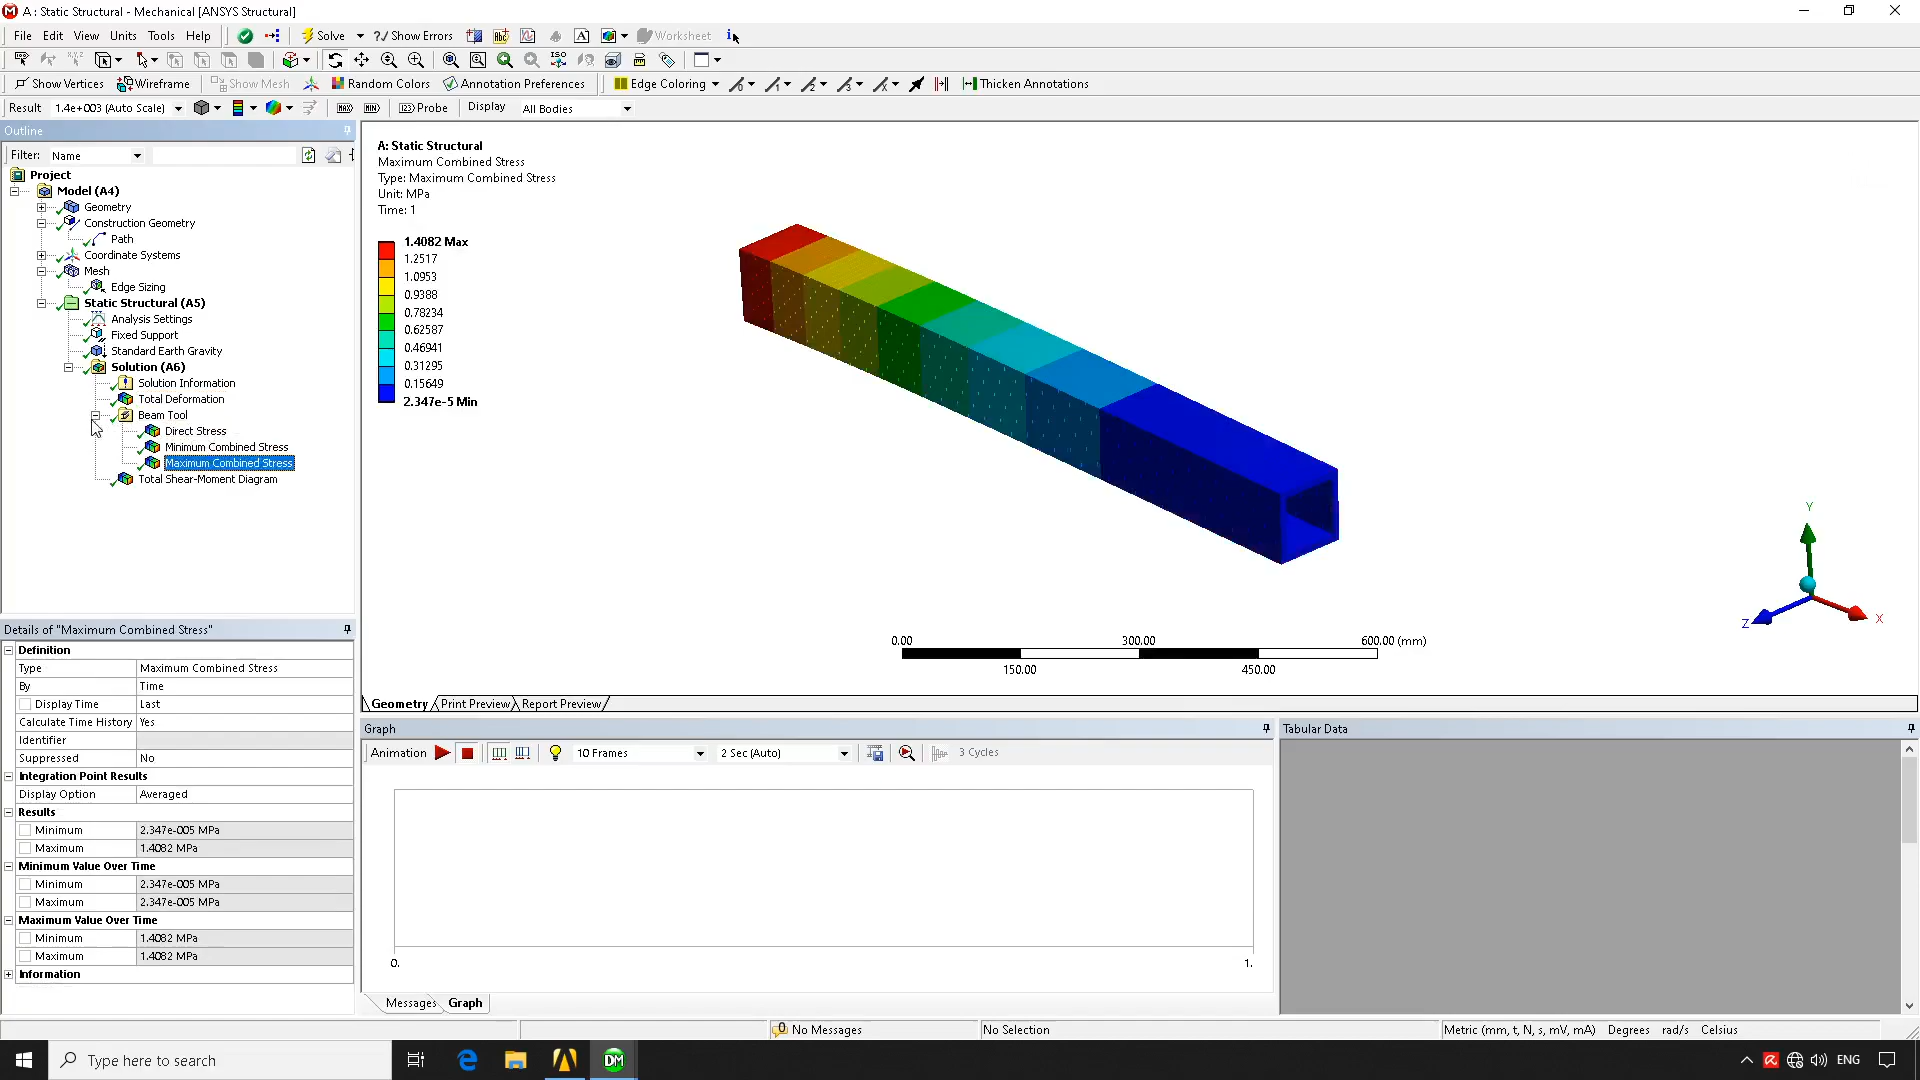 A : Static Structural - Mechanical [ANSYS Structural]
File Edit View Units Tools Help Solve ?/ Show Errors Worksheet
Show Vertices Wireframe Show Mesh Random Colors Annotation Preferences Edge Coloring Thicken Annotations
Result 1.4e+003 (Auto Scale) MAX MIN Probe Display All Bodies
Outline
Filter: Name
Project
Model (A4)
Geometry
Construction Geometry
Path
Coordinate Systems
Mesh
Edge Sizing
Static Structural (A5)
Analysis Settings
Fixed Support
Standard Earth Gravity
Solution (A6)
Solution Information
Total Deformation
Beam Tool
Direct Stress
Minimum Combined Stress
Maximum Combined Stress
Total Shear-Moment Diagram
A: Static Structural
Maximum Combined Stress
Type: Maximum Combined Stress
Unit: MPa
Time: 1
1.4082 Max
1.2517
1.0953
0.9388
0.78234
0.62587
0.46941
0.31295
0.15649
2.347e-5 Min
Y
Z
X
0.00 300.00 600.00 (mm)
150.00 450.00
Geometry Print Preview Report Preview
Details of "Maximum Combined Stress"
Definition
Type Maximum Combined Stress
By Time
Display Time Last
Calculate Time History Yes
Identifier
Suppressed No
Integration Point Results
Display Option Averaged
Results
Minimum 2.347e-005 MPa
Maximum 1.4082 MPa
Minimum Value Over Time
Minimum 2.347e-005 MPa
Maximum 2.347e-005 MPa
Maximum Value Over Time
Minimum 1.4082 MPa
Maximum 1.4082 MPa
Information
Graph
Animation 10 Frames 2 Sec (Auto) 3 Cycles
0. 1.
Messages Graph
Tabular Data
No Messages No Selection Metric (mm, t, N, s, mV, mA) Degrees rad/s Celsius
Type here to search DM ENG